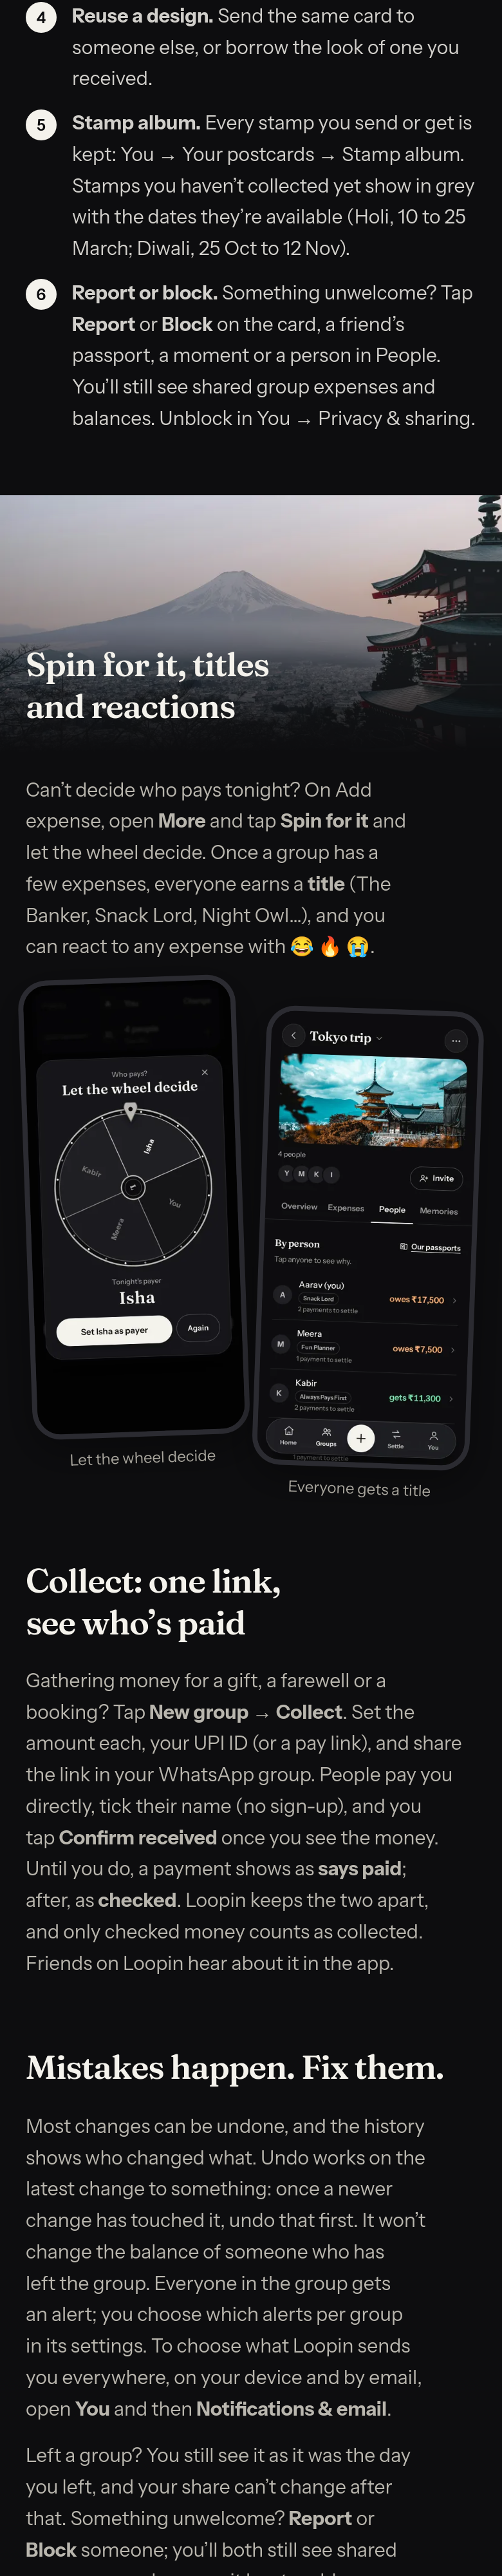 4 Reuse a design. Send the same card to
someone else, or borrow the look of one you
received.
5 Stamp album. Every stamp you send or get is
kept: You → Your postcards → Stamp album.
Stamps you haven’t collected yet show in grey
with the dates they’re available (Holi, 10 to 25
March; Diwali, 25 Oct to 12 Nov).
6 Report or block. Something unwelcome? Tap
Report or Block on the card, a friend’s
passport, a moment or a person in People.
You’ll still see shared group expenses and
balances. Unblock in You → Privacy & sharing.
Spin for it, titles
and reactions
Can’t decide who pays tonight? On Add
expense, open More and tap Spin for it and
let the wheel decide. Once a group has a
few expenses, everyone earns a title (The
Banker, Snack Lord, Night Owl…), and you
can react to any expense with 😂 🔥 😭.
You
Change
4 people
Who pays?
Let the wheel decide
Isha
Kabir
You
Meera
Tonight’s payer
Isha
Set Isha as payer
Again
Let the wheel decide
Tokyo trip
4 people
Y M K I
Invite
Overview Expenses People Memories
By person
Our passports
Tap anyone to see why.
A
Aarav (you)
Snack Lord
2 payments to settle
owes ₹17,500
M
Meera
Fun Planner
1 payment to settle
owes ₹7,500
K
Kabir
Always Pays First
2 payments to settle
gets ₹11,300
Home Groups + Settle You
1 payment to settle
Everyone gets a title
Collect: one link,
see who’s paid
Gathering money for a gift, a farewell or a
booking? Tap New group → Collect. Set the
amount each, your UPI ID (or a pay link), and share
the link in your WhatsApp group. People pay you
directly, tick their name (no sign-up), and you
tap Confirm received once you see the money.
Until you do, a payment shows as says paid;
after, as checked. Loopin keeps the two apart,
and only checked money counts as collected.
Friends on Loopin hear about it in the app.
Mistakes happen. Fix them.
Most changes can be undone, and the history
shows who changed what. Undo works on the
latest change to something: once a newer
change has touched it, undo that first. It won’t
change the balance of someone who has
left the group. Everyone in the group gets
an alert; you choose which alerts per group
in its settings. To choose what Loopin sends
you everywhere, on your device and by email,
open You and then Notifications & email.
Left a group? You still see it as it was the day
you left, and your share can’t change after
that. Something unwelcome? Report or
Block someone; you’ll both still see shared